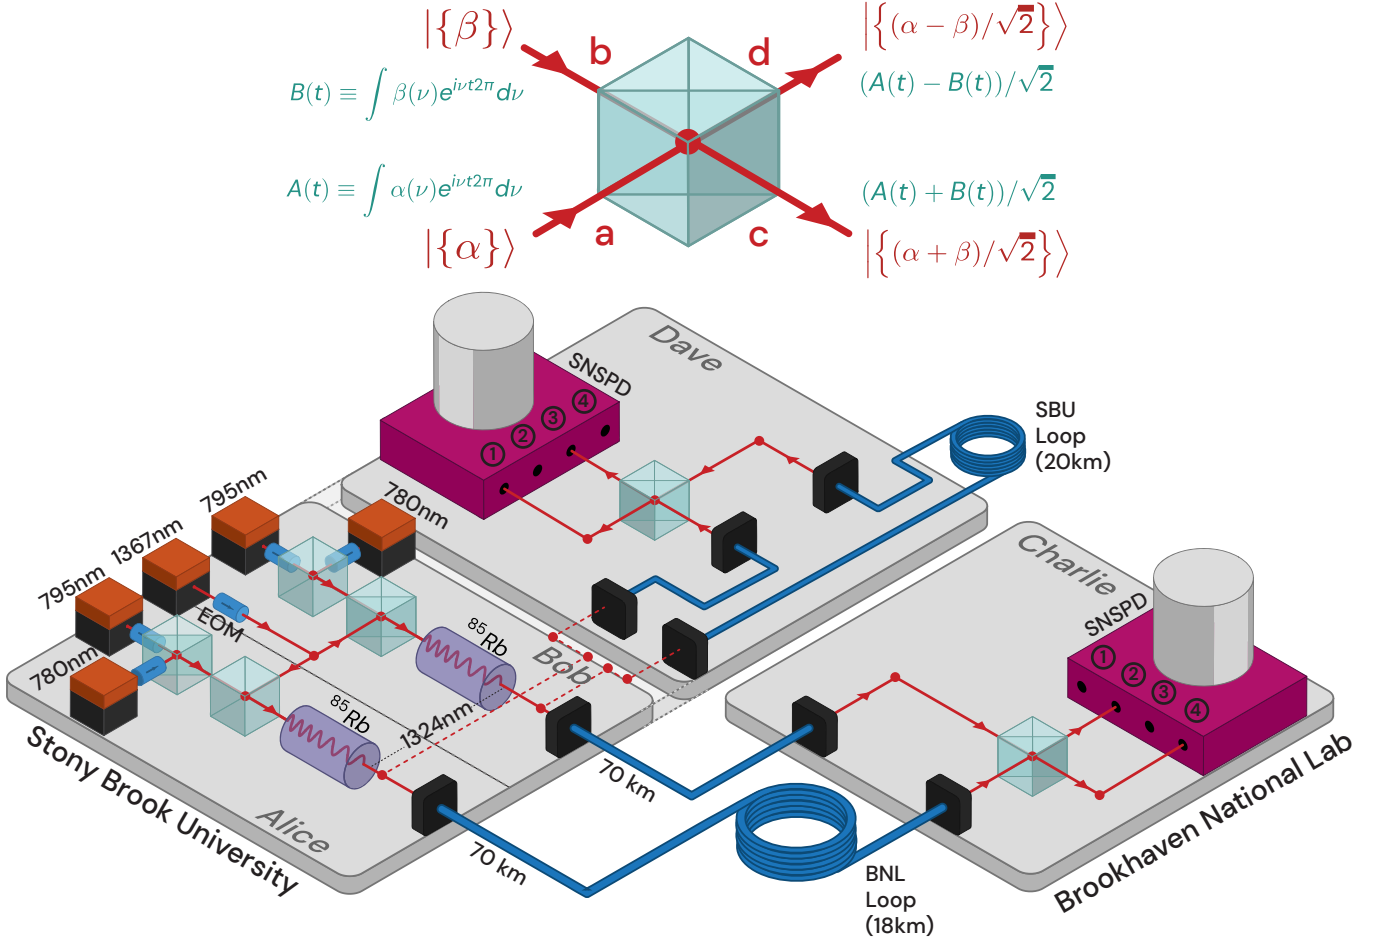 |{β}⟩
b
d
|{(α − β)/√2}⟩
B(t) ≡ ∫ β(ν)e^{iνt2π}dν
(A(t) − B(t))/√2
A(t) ≡ ∫ α(ν)e^{iνt2π}dν
(A(t) + B(t))/√2
|{α}⟩
a
c
|{(α + β)/√2}⟩
Dave
SNSPD
① ② ③ ④
SBU
Loop
(20km)
795nm
780nm
1367nm
795nm
EOM
780nm
85Rb
Bob
85Rb
1324nm
Alice
Stony Brook University
70 km
70 km
Charlie
SNSPD
① ② ③ ④
BNL
Loop
(18km)
Brookhaven National Lab